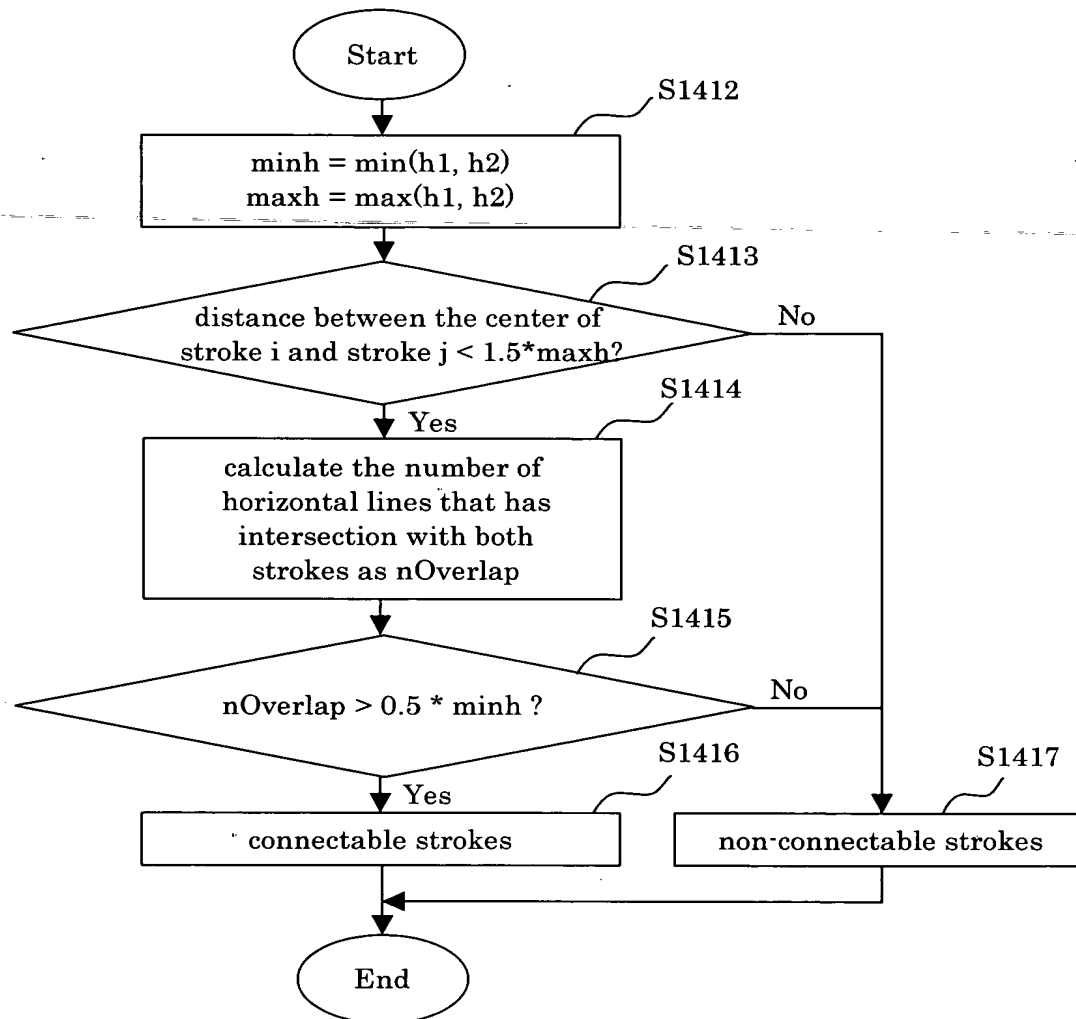 Start
S1412
minh = min(h1, h2)
maxh = max(h1, h2)
S1413
distance between the center of
stroke i and stroke j < 1.5*maxh?
No
Yes
S1414
calculate the number of
horizontal lines that has
intersection with both
strokes as nOverlap
S1415
nOverlap > 0.5 * minh ?
No
Yes
S1416
connectable strokes
S1417
non-connectable strokes
End